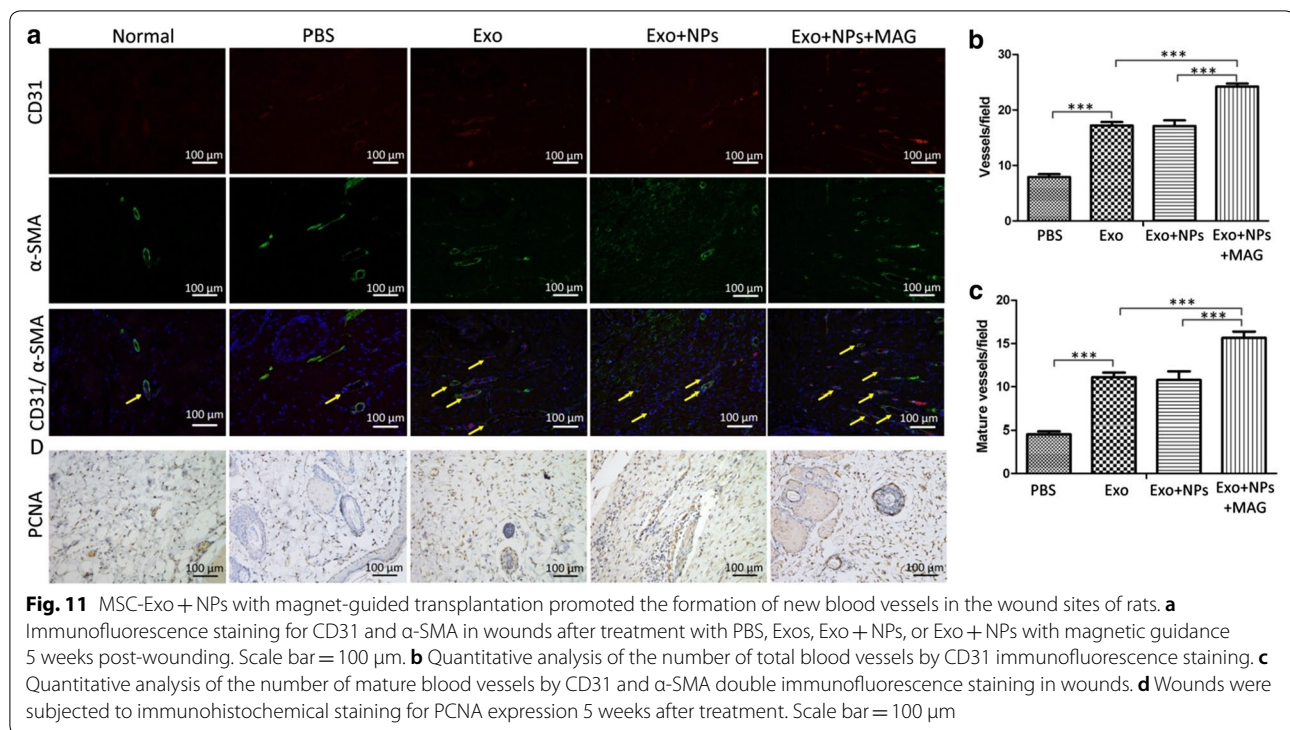 a
Normal PBS Exo Exo+NPs Exo+NPs+MAG
CD31
100 μm 100 μm 100 μm 100 μm 100 μm
α-SMA
100 μm 100 μm 100 μm 100 μm 100 μm
CD31/ α-SMA
100 μm 100 μm 100 μm 100 μm 100 μm
D
PCNA
100 μm 100 μm 100 μm 100 μm 100 μm
b
Vessels/field
30
20
10
0
***
*** ***
PBS Exo Exo+NPs Exo+NPs
+MAG
c
Mature vessels/field
20
15
10
5
0
***
*** ***
PBS Exo Exo+NPs Exo+NPs
+MAG
Fig. 11 MSC-Exo + NPs with magnet-guided transplantation promoted the formation of new blood vessels in the wound sites of rats. a
Immunofluorescence staining for CD31 and α-SMA in wounds after treatment with PBS, Exos, Exo + NPs, or Exo + NPs with magnetic guidance
5 weeks post-wounding. Scale bar = 100 μm. b Quantitative analysis of the number of total blood vessels by CD31 immunofluorescence staining. c
Quantitative analysis of the number of mature blood vessels by CD31 and α-SMA double immunofluorescence staining in wounds. d Wounds were
subjected to immunohistochemical staining for PCNA expression 5 weeks after treatment. Scale bar = 100 μm